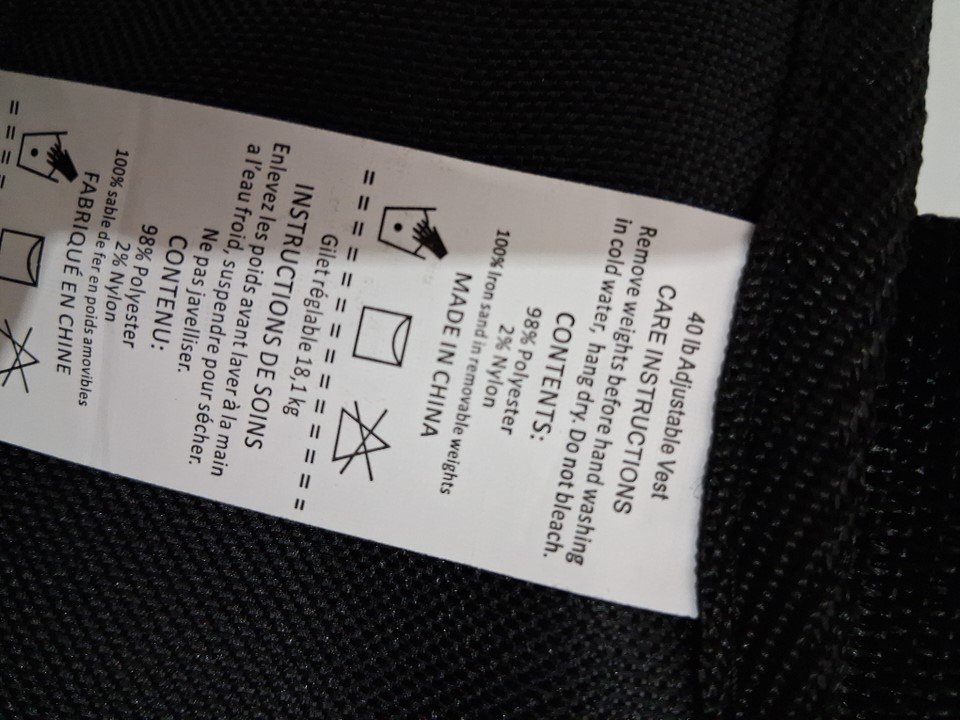 40 lb Adjustable Vest
CARE INSTRUCTIONS
Remove weights before hand washing
in cold water, hang dry. Do not bleach.
CONTENTS:
98% Polyester
2% Nylon
100% Iron sand in removable weights
MADE IN CHINA
= = = = = = = = = = = = = =
Gilet réglable 18,1 kg
INSTRUCTIONS DE SOINS
Enlevez les poids avant laver à la main
a l'eau froid, suspendre pour sécher.
Ne pas javelliser.
CONTENU:
98% Polyester
2% Nylon
100% sable de fer en poids amovibles
FABRIQUÉ EN CHINE